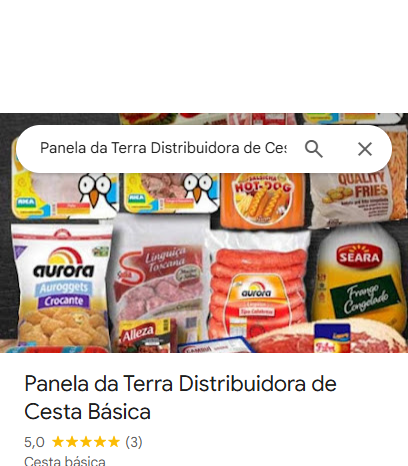 Panela da Terra Distribuidora de Ces
HOT-DOG
QUALITY
FRIES
aurora
Auroggets
Crocante
Linguiça
Toscana
aurora
SEARA
Frango
Congelado
Alleza
Panela da Terra Distribuidora de
Cesta Básica
5,0 ★★★★★ (3)
Cesta básica